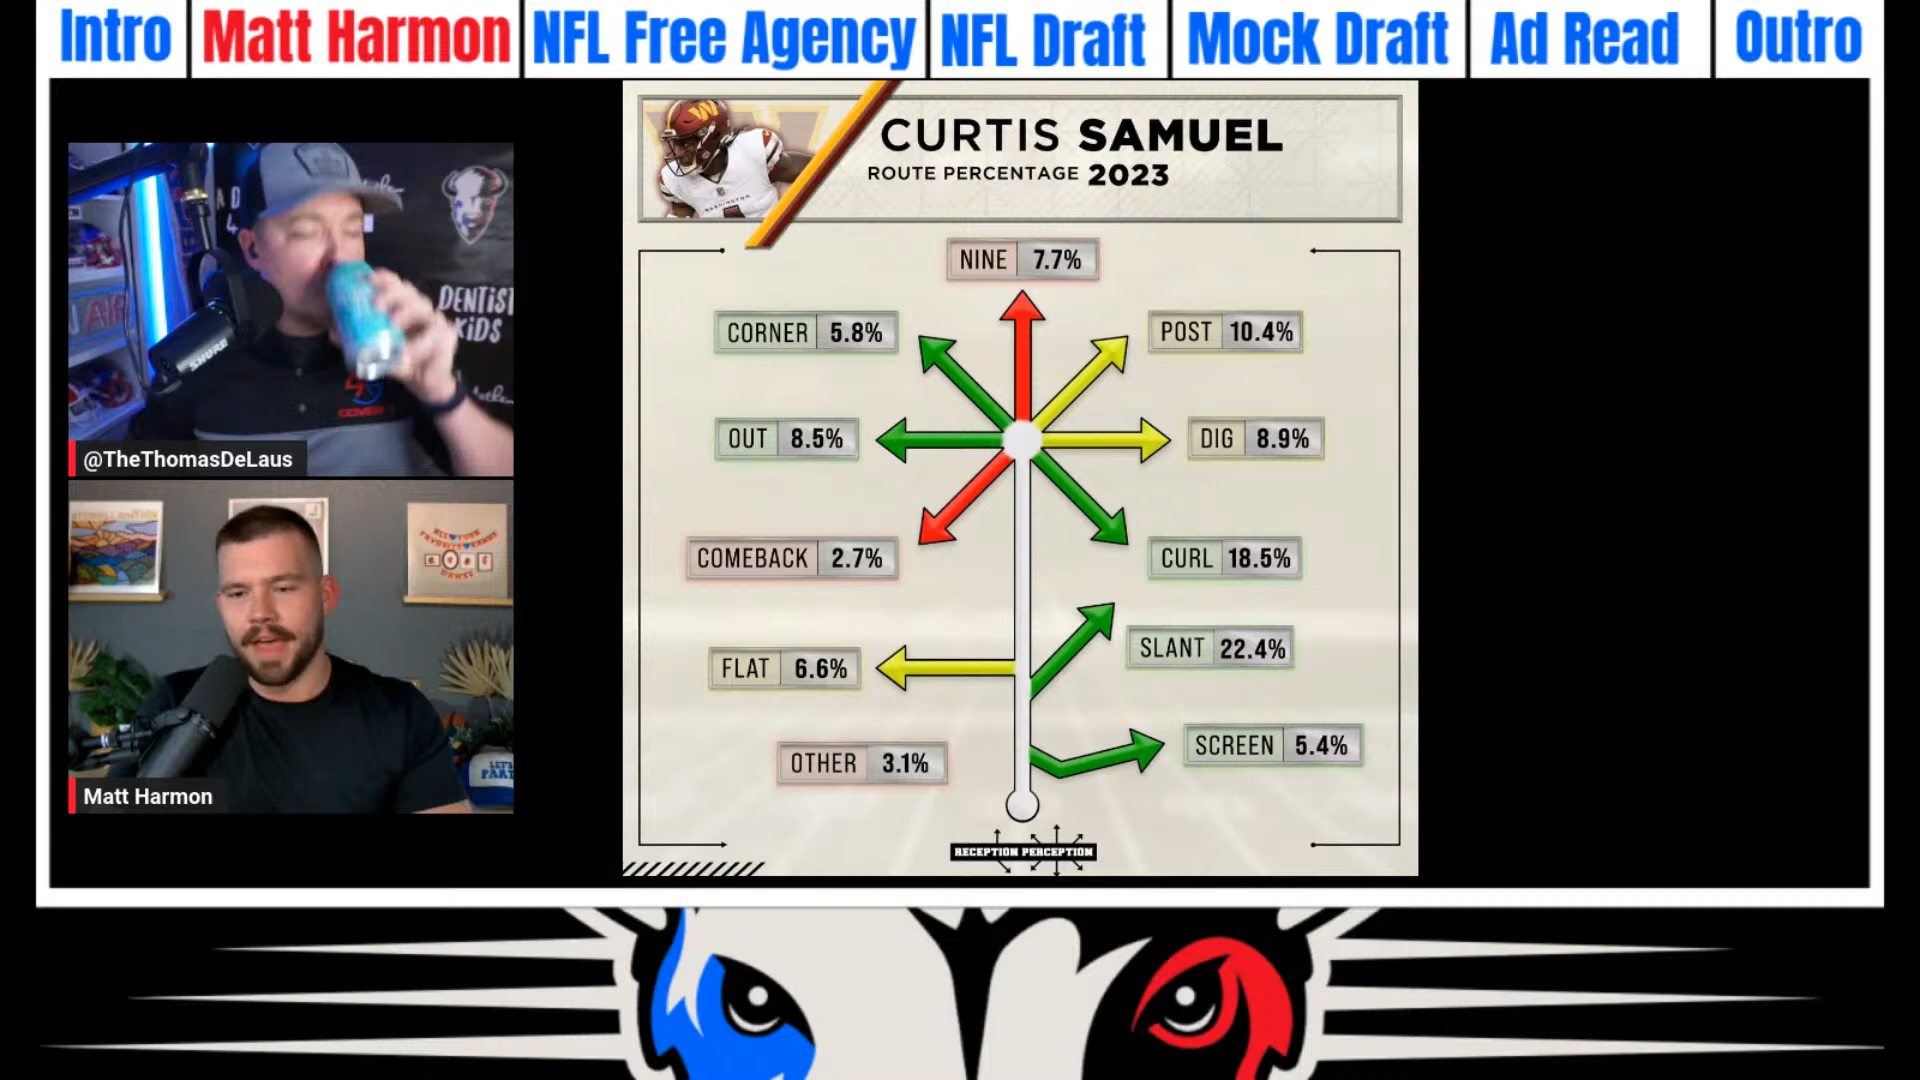 Intro
Matt Harmon
NFL Free Agency
NFL Draft
Mock Draft
Ad Read
Outro
CURTIS SAMUEL
ROUTE PERCENTAGE 2023
NINE 7.7%
CORNER 5.8%
POST 10.4%
OUT 8.5%
DIG 8.9%
COMEBACK 2.7%
CURL 18.5%
SLANT 22.4%
FLAT 6.6%
SCREEN 5.4%
OTHER 3.1%
RECEPTION PERCEPTION
DENTIST
KiDS
SHURE
@TheThomasDeLaus
Matt Harmon